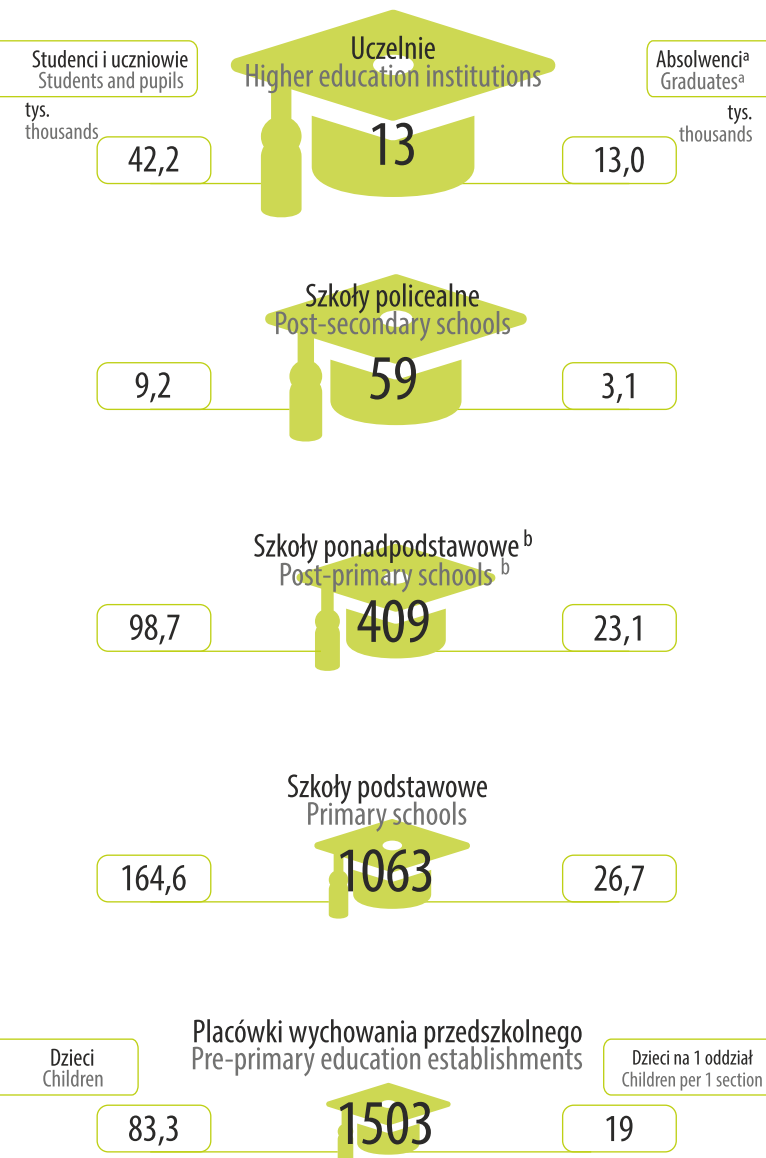 Studenci i uczniowie
Students and pupils
tys.
thousands
Uczelnie
Higher education institutions
13
Absolwenciᵃ
Graduatesᵃ
tys.
thousands
42,2
13,0
Szkoły policealne
Post-secondary schools
59
9,2
3,1
Szkoły ponadpodstawowe ᵇ
Post-primary schools ᵇ
409
98,7
23,1
Szkoły podstawowe
Primary schools
1063
164,6
26,7
Placówki wychowania przedszkolnego
Pre-primary education establishments
Dzieci
Children
Dzieci na 1 oddział
Children per 1 section
83,3
1503
19